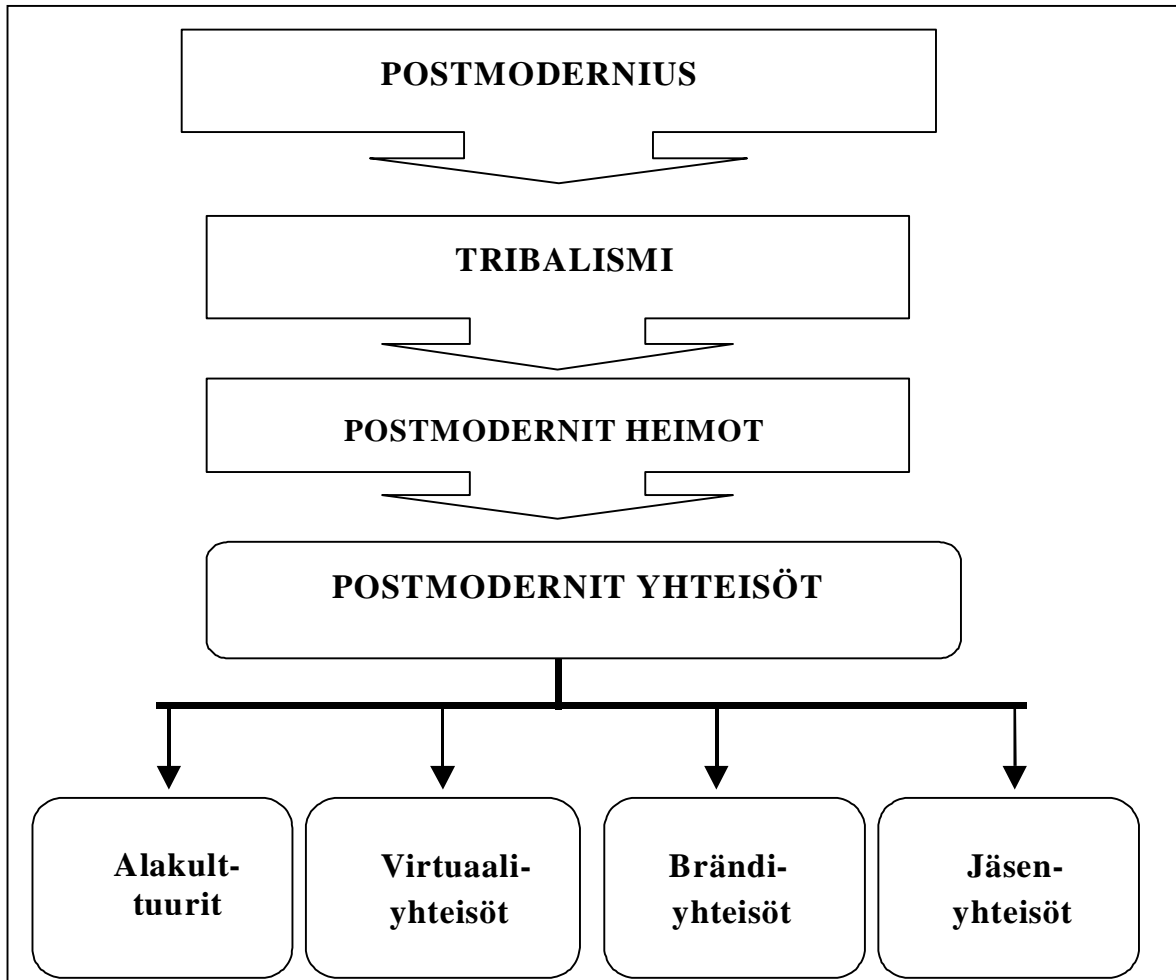 POSTMODERNIUS
TRIBALISMI
POSTMODERNIT HEIMOT
POSTMODERNIT YHTEISÖT
Alakult-
tuurit
Virtuaali-
yhteisöt
Brändi-
yhteisöt
Jäsen-
yhteisöt